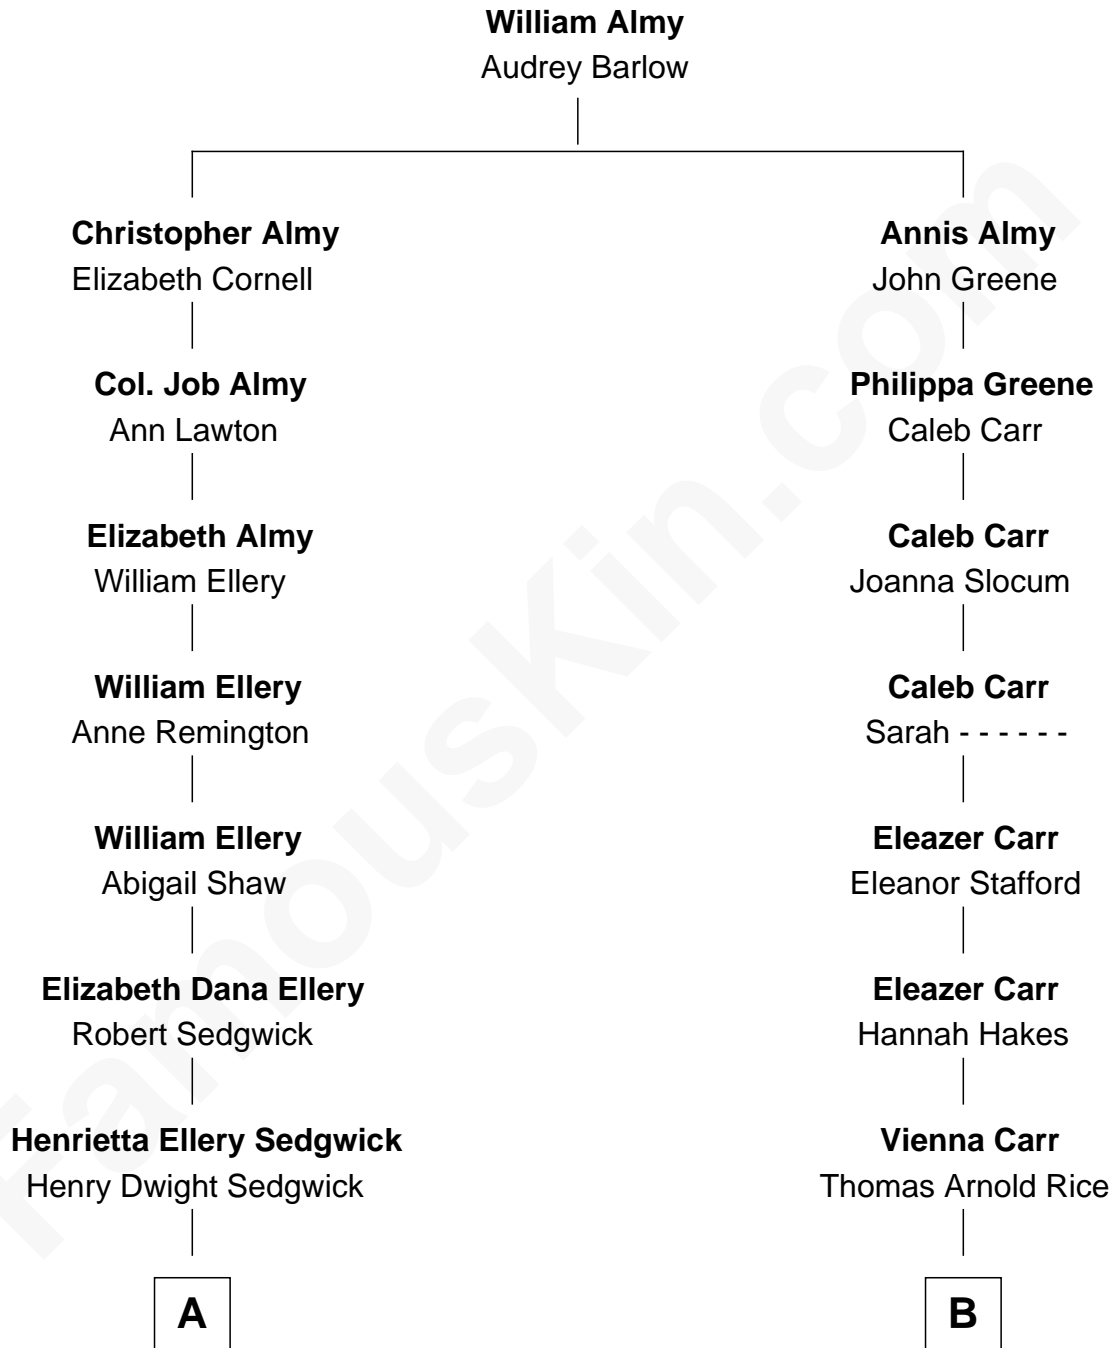 William Almy
Audrey Barlow
Christopher Almy
Elizabeth Cornell
Annis Almy
John Greene
Col. Job Almy
Ann Lawton
Philippa Greene
Caleb Carr
Elizabeth Almy
William Ellery
Caleb Carr
Joanna Slocum
William Ellery
Anne Remington
Caleb Carr
Sarah - - - - - -
William Ellery
Abigail Shaw
Eleazer Carr
Eleanor Stafford
Elizabeth Dana Ellery
Robert Sedgwick
Eleazer Carr
Hannah Hakes
Henrietta Ellery Sedgwick
Henry Dwight Sedgwick
Vienna Carr
Thomas Arnold Rice
A
B
FamousKin.com